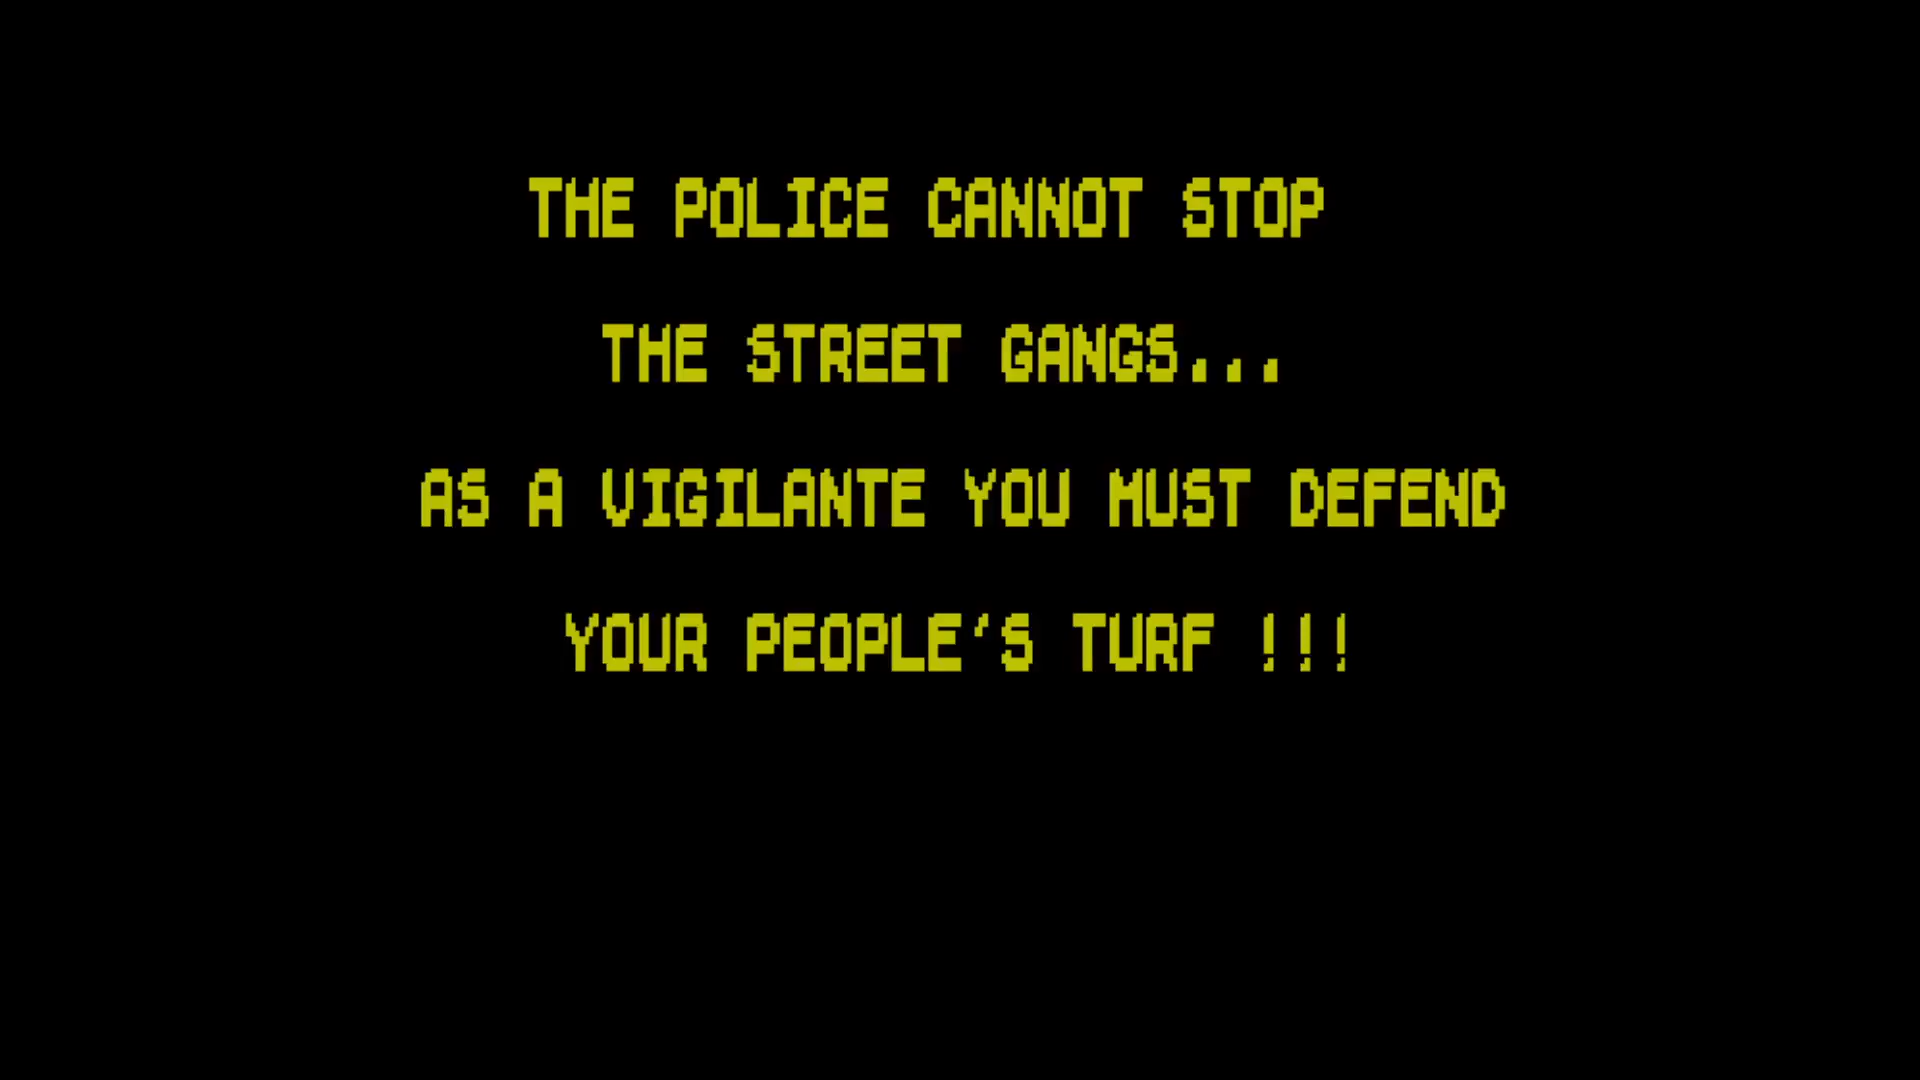 THE POLICE CANNOT STOP
THE STREET GANGS...
AS A VIGILANTE YOU MUST DEFEND
YOUR PEOPLE'S TURF !!!